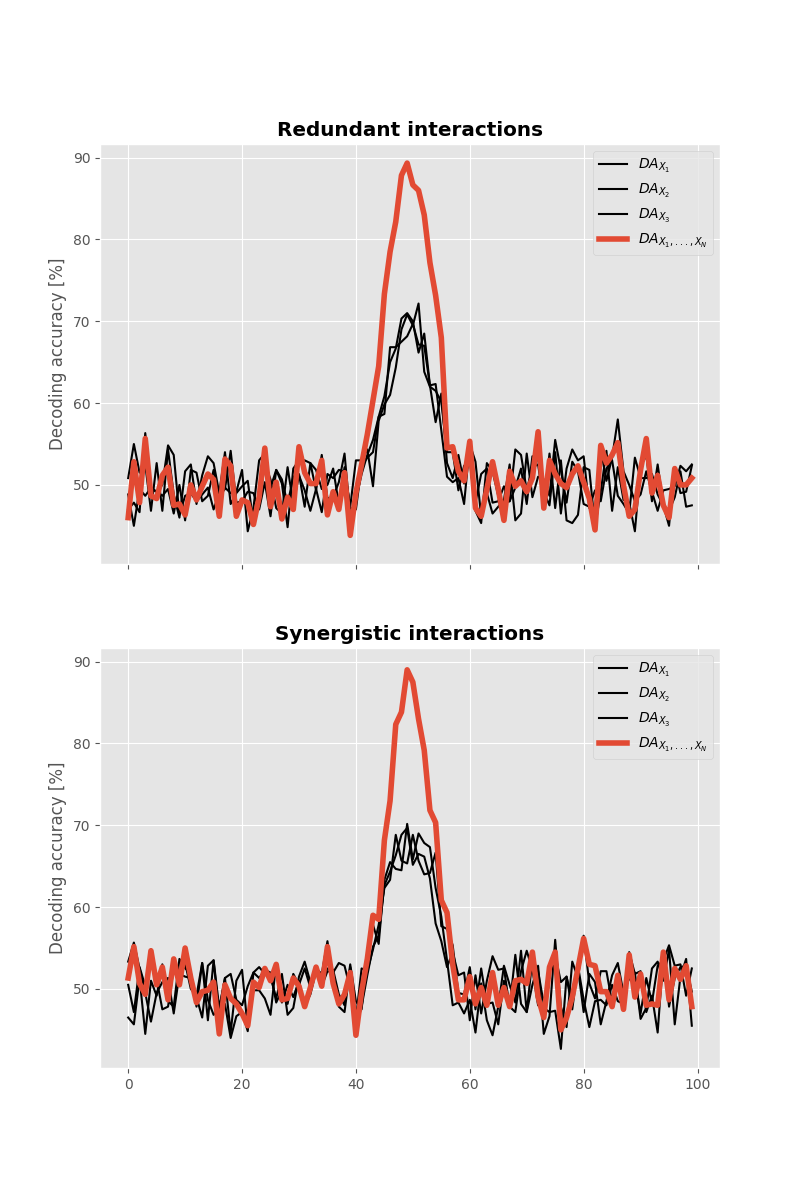 Redundant interactions
90
80
70
60
50
Decoding accuracy [%]
DA_{X_1}
DA_{X_2}
DA_{X_3}
DA_{X_1,...,X_N}
Synergistic interactions
90
80
70
60
50
Decoding accuracy [%]
DA_{X_1}
DA_{X_2}
DA_{X_3}
DA_{X_1,...,X_N}
0 20 40 60 80 100